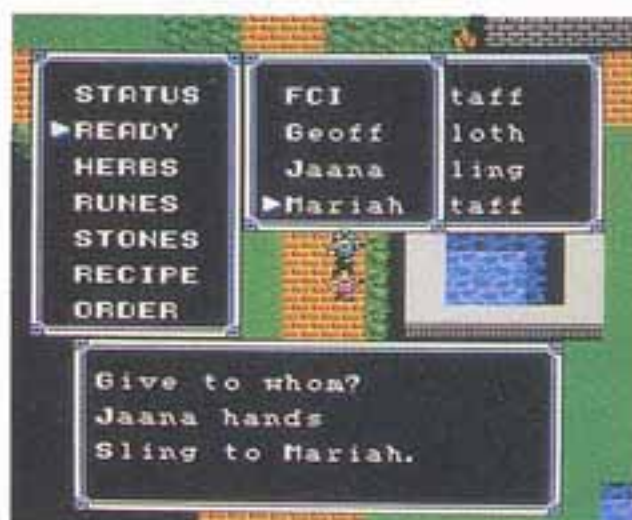 STATUS
►READY
HERBS
RUNES
STONES
RECIPE
ORDER
FCI
Geoff
Jaana
►Mariah
taff
loth
ling
taff
Give to whom?
Jaana hands
Sling to Mariah.